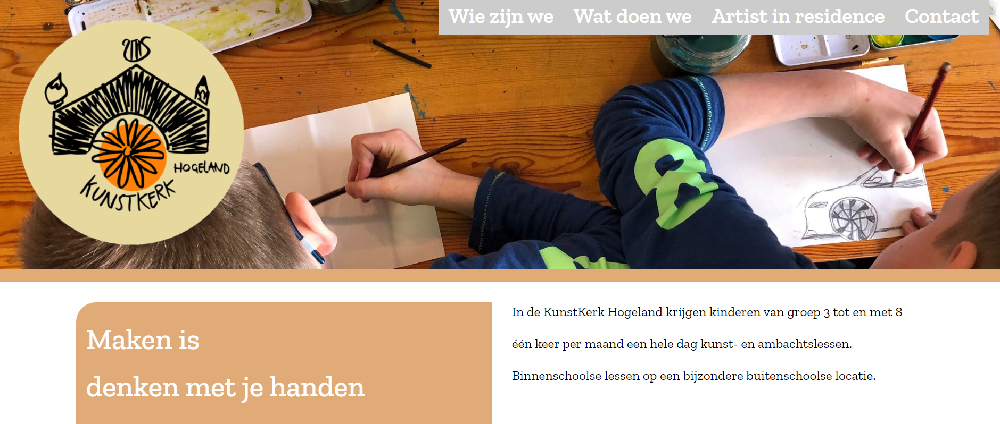 Wie zijn we Wat doen we Artist in residence Contact
HOGELAND
KUNSTKERK
Maken is
denken met je handen
In de KunstKerk Hogeland krijgen kinderen van groep 3 tot en met 8
één keer per maand een hele dag kunst- en ambachtslessen.
Binnenschoolse lessen op een bijzondere buitenschoolse locatie.